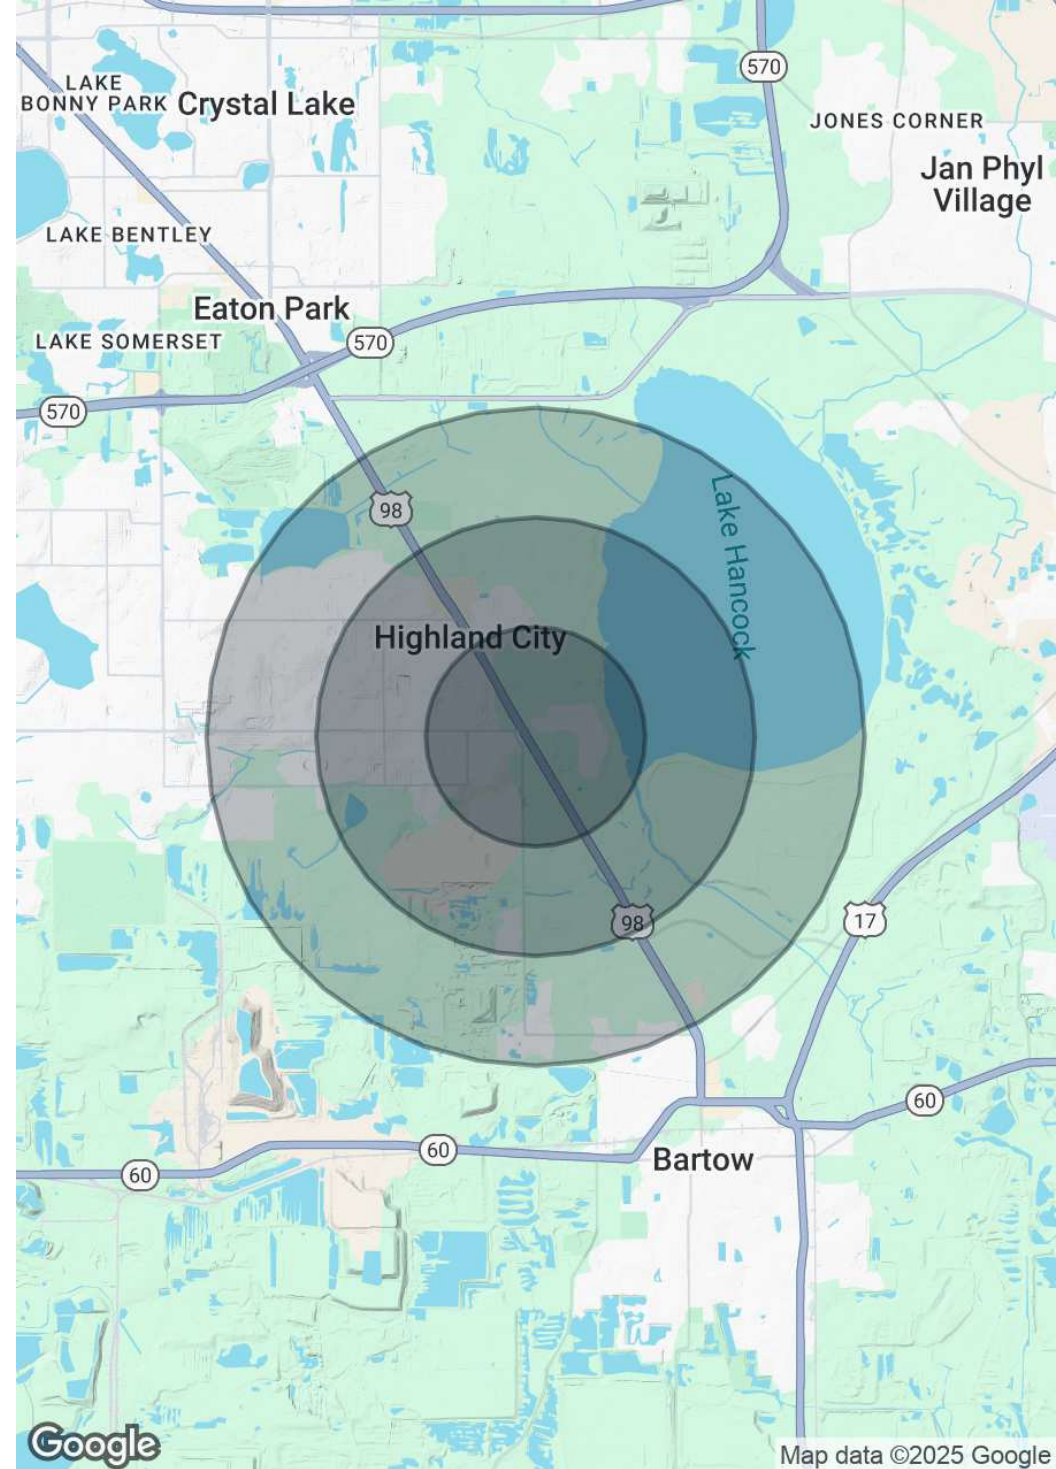 570
LAKE
BONNY PARK
Crystal Lake
JONES CORNER
Jan Phyl
Village
LAKE BENTLEY
Eaton Park
LAKE SOMERSET
570
570
98
Lake Hancock
Highland City
98
17
60
60
Bartow
60
Google
Map data ©2025 Google